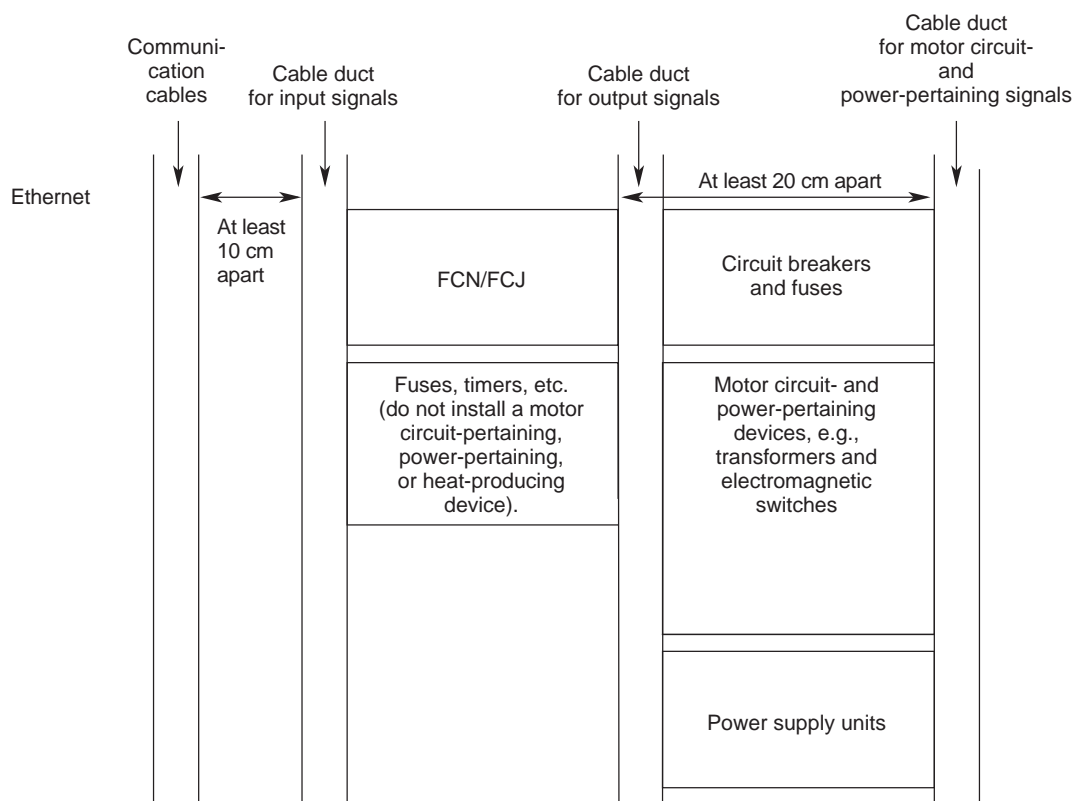 Communi-
cation
cables
Cable duct
for input signals
Cable duct
for output signals
Cable duct
for motor circuit-
and
power-pertaining signals
Ethernet
At least
10 cm
apart
At least 20 cm apart
FCN/FCJ
Circuit breakers
and fuses
Fuses, timers, etc.
(do not install a motor
circuit-pertaining,
power-pertaining,
or heat-producing
device).
Motor circuit- and
power-pertaining
devices, e.g.,
transformers and
electromagnetic
switches
Power supply units